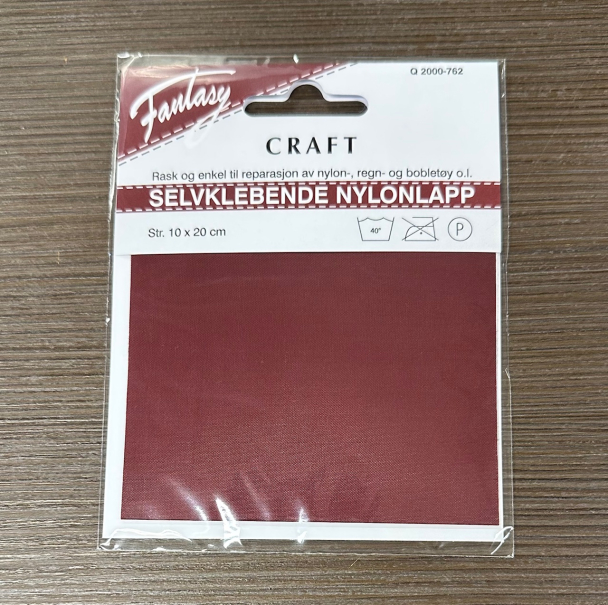 Q 2000-762
Fantasy
CRAFT
Rask og enkel til reparasjon av nylon-, regn- og bobletøy o.l.
SELVKLEBENDE NYLONLAPP
Str. 10 x 20 cm
40°
P